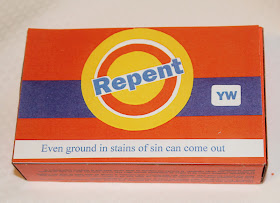 Repent
YW
Even ground in stains of sin can come out